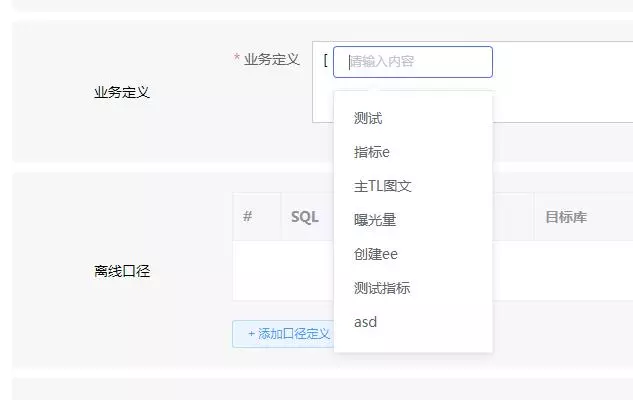 * 业务定义
[ 请输入内容
业务定义
测试
指标e
主TL图文
# SQL 目标库
曝光量
创建ee
离线口径
测试指标
asd
+ 添加口径定义